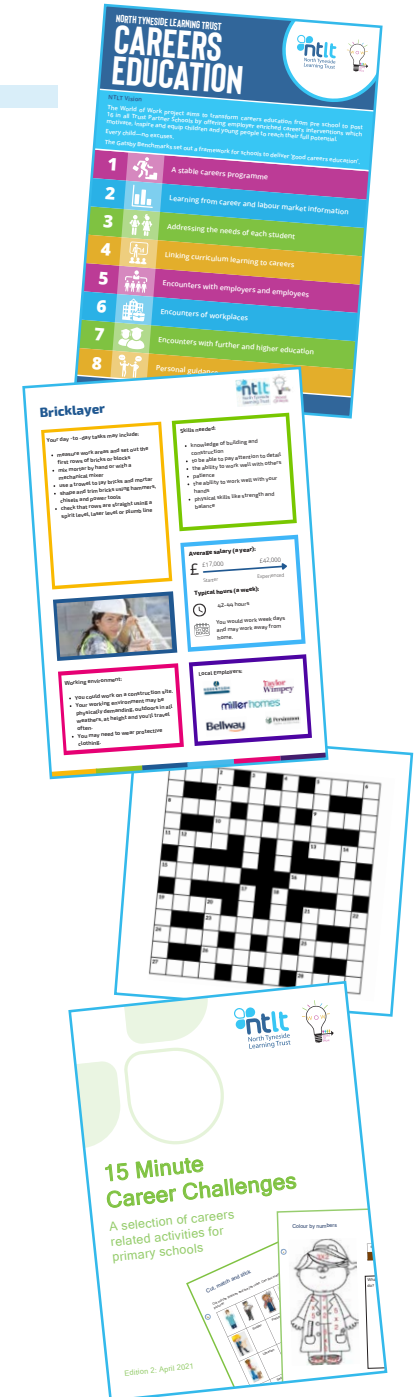 NORTH TYNESIDE LEARNING TRUST
CAREERS
EDUCATION
ntlt
North Tyneside
Learning Trust
NTLT Vision
The World of Work project aims to transform careers education from pre school to post
16 in all Trust Partner Schools by offering employer enriched careers interventions which
motivate, inspire and equip children and young people to reach their full potential.
Every child—no excuses.
The Gatsby Benchmarks set out a framework for schools to deliver 'good careers education'.
1 A stable careers programme
2 Learning from career and labour market information
3 Addressing the needs of each student
4 Linking curriculum learning to careers
5 Encounters with employers and employees
6 Encounters of workplaces
7 Encounters with further and higher education
8 Personal guidance
ntlt
Bricklayer
Your day -to -pay tasks may include:
• measure work areas and set out the
first rows of bricks or blocks
• mix mortar by hand or with a
mechanical mixer
• use a trowel to pay bricks and mortar
• shape and trim bricks using hammers,
chisels and power tools
• check that rows are straight using a
spirit level, laser level or plumb line
Skills needed:
• knowledge of building and
construction
• to be able to pay attention to detail
• the ability to work well with others
• patience
• the ability to work well with your
hands
• physical skills like strength and
balance
Average salary (a year):
£ £17,000 £42,000
Starter Experienced
Typical hours (a week):
42-44 hours
You would work week days
and may work away from
home.
Working environment:
• you could work on a construction site.
• Your working environment may be
physically demanding, outdoors in all
weathers, at height and you'll travel
often.
• You may need to wear protective
clothing.
Local Employers:
Taylor
Wimpey
miller homes
Bellway
Persimmon
ntlt
North Tyneside
Learning Trust
WOW
15 Minute
Career Challenges
A selection of careers
related activities for
primary schools
Cut, match and stick
Colour by numbers
Edition 2: April 2021